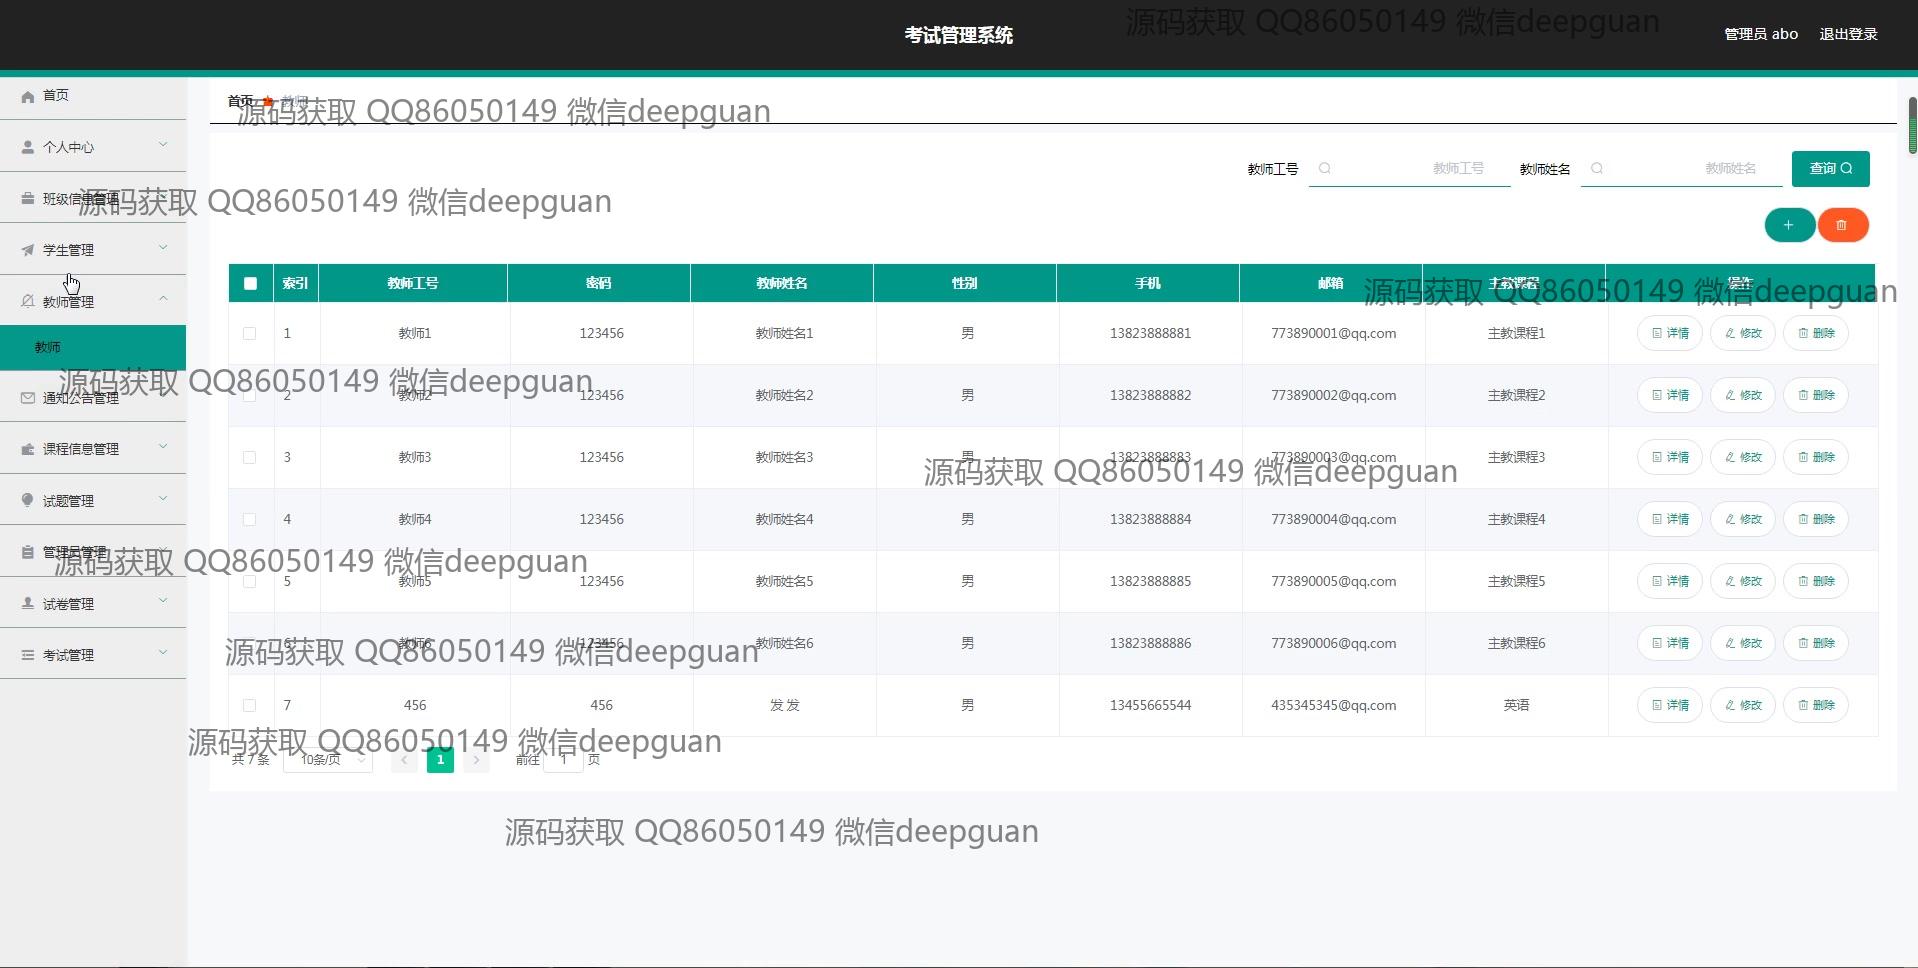 考试管理系统
管理员 abo 退出登录
源码获取 QQ86050149 微信deepguan
首页
个人中心
班级信息管理
学生管理
教师管理
教师
通知公告管理
课程信息管理
试题管理
管理员管理
试卷管理
考试管理
首页 教师
源码获取 QQ86050149 微信deepguan
源码获取 QQ86050149 微信deepguan
教师工号 教师工号 教师姓名 教师姓名 查询
索引 教师工号 密码 教师姓名 性别 手机 邮箱 主教课程 操作
源码获取 QQ86050149 微信deepguan
1 教师1 123456 教师姓名1 男 13823888881 773890001@qq.com 主教课程1 详情 修改 删除
源码获取 QQ86050149 微信deepguan
2 教师2 123456 教师姓名2 男 13823888882 773890002@qq.com 主教课程2 详情 修改 删除
3 教师3 123456 教师姓名3 男 13823888883 773890003@qq.com 主教课程3 详情 修改 删除
源码获取 QQ86050149 微信deepguan
4 教师4 123456 教师姓名4 男 13823888884 773890004@qq.com 主教课程4 详情 修改 删除
源码获取 QQ86050149 微信deepguan
5 教师5 123456 教师姓名5 男 13823888885 773890005@qq.com 主教课程5 详情 修改 删除
6 教师6 123456 教师姓名6 男 13823888886 773890006@qq.com 主教课程6 详情 修改 删除
源码获取 QQ86050149 微信deepguan
7 456 456 发发 男 13455665544 435345345@qq.com 英语 详情 修改 删除
源码获取 QQ86050149 微信deepguan
共 7 条 10条/页 1 前往 1 页
源码获取 QQ86050149 微信deepguan